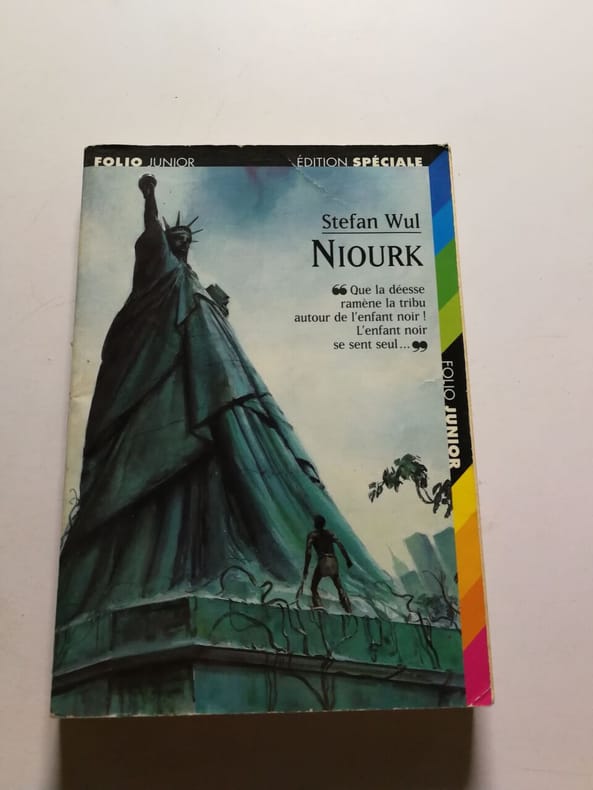 FOLIO JUNIOR
ÉDITION SPÉCIALE
Stefan Wul
NIOURK
❝ Que la déesse
ramène la tribu
autour de l'enfant noir !
L'enfant noir
se sent seul... ❞
FOLIO JUNIOR